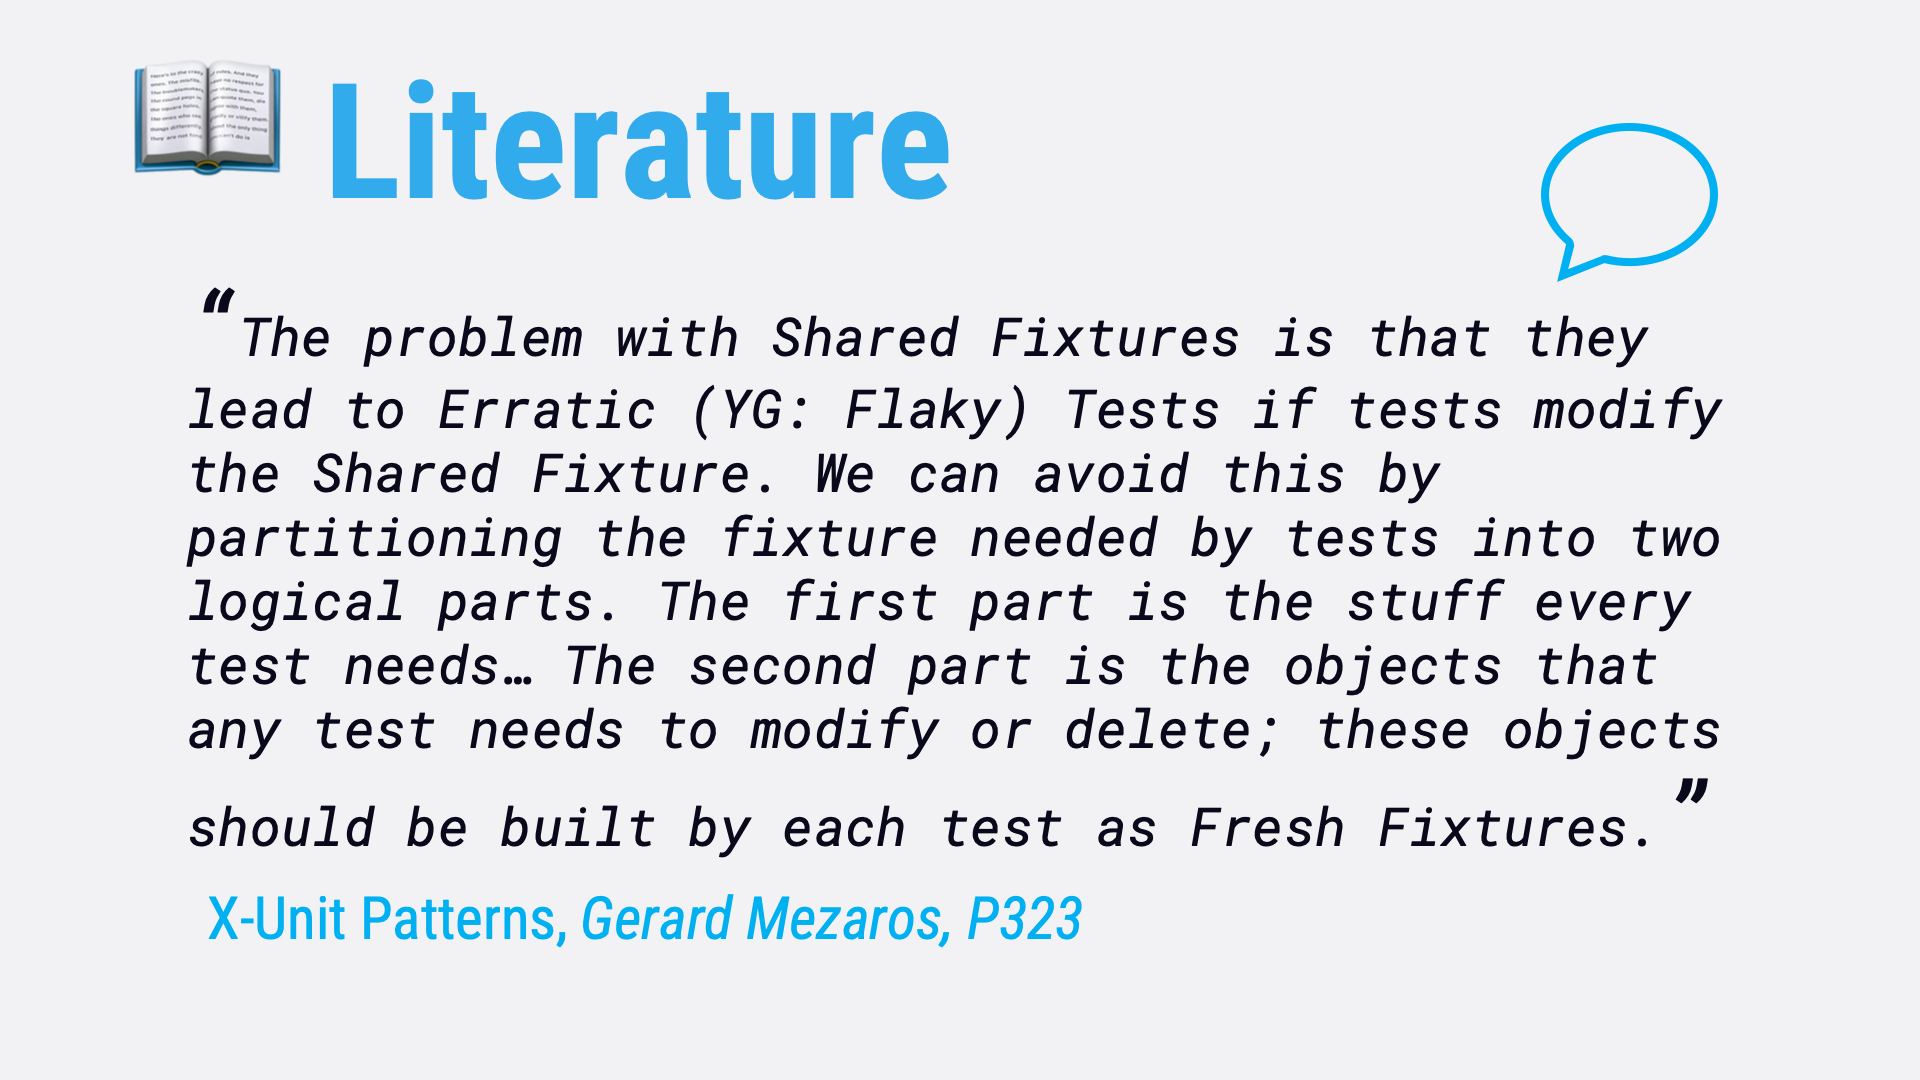 Literature
“The problem with Shared Fixtures is that they
lead to Erratic (YG: Flaky) Tests if tests modify
the Shared Fixture. We can avoid this by
partitioning the fixture needed by tests into two
logical parts. The first part is the stuff every
test needs… The second part is the objects that
any test needs to modify or delete; these objects
should be built by each test as Fresh Fixtures.”
X-Unit Patterns, Gerard Mezaros, P323